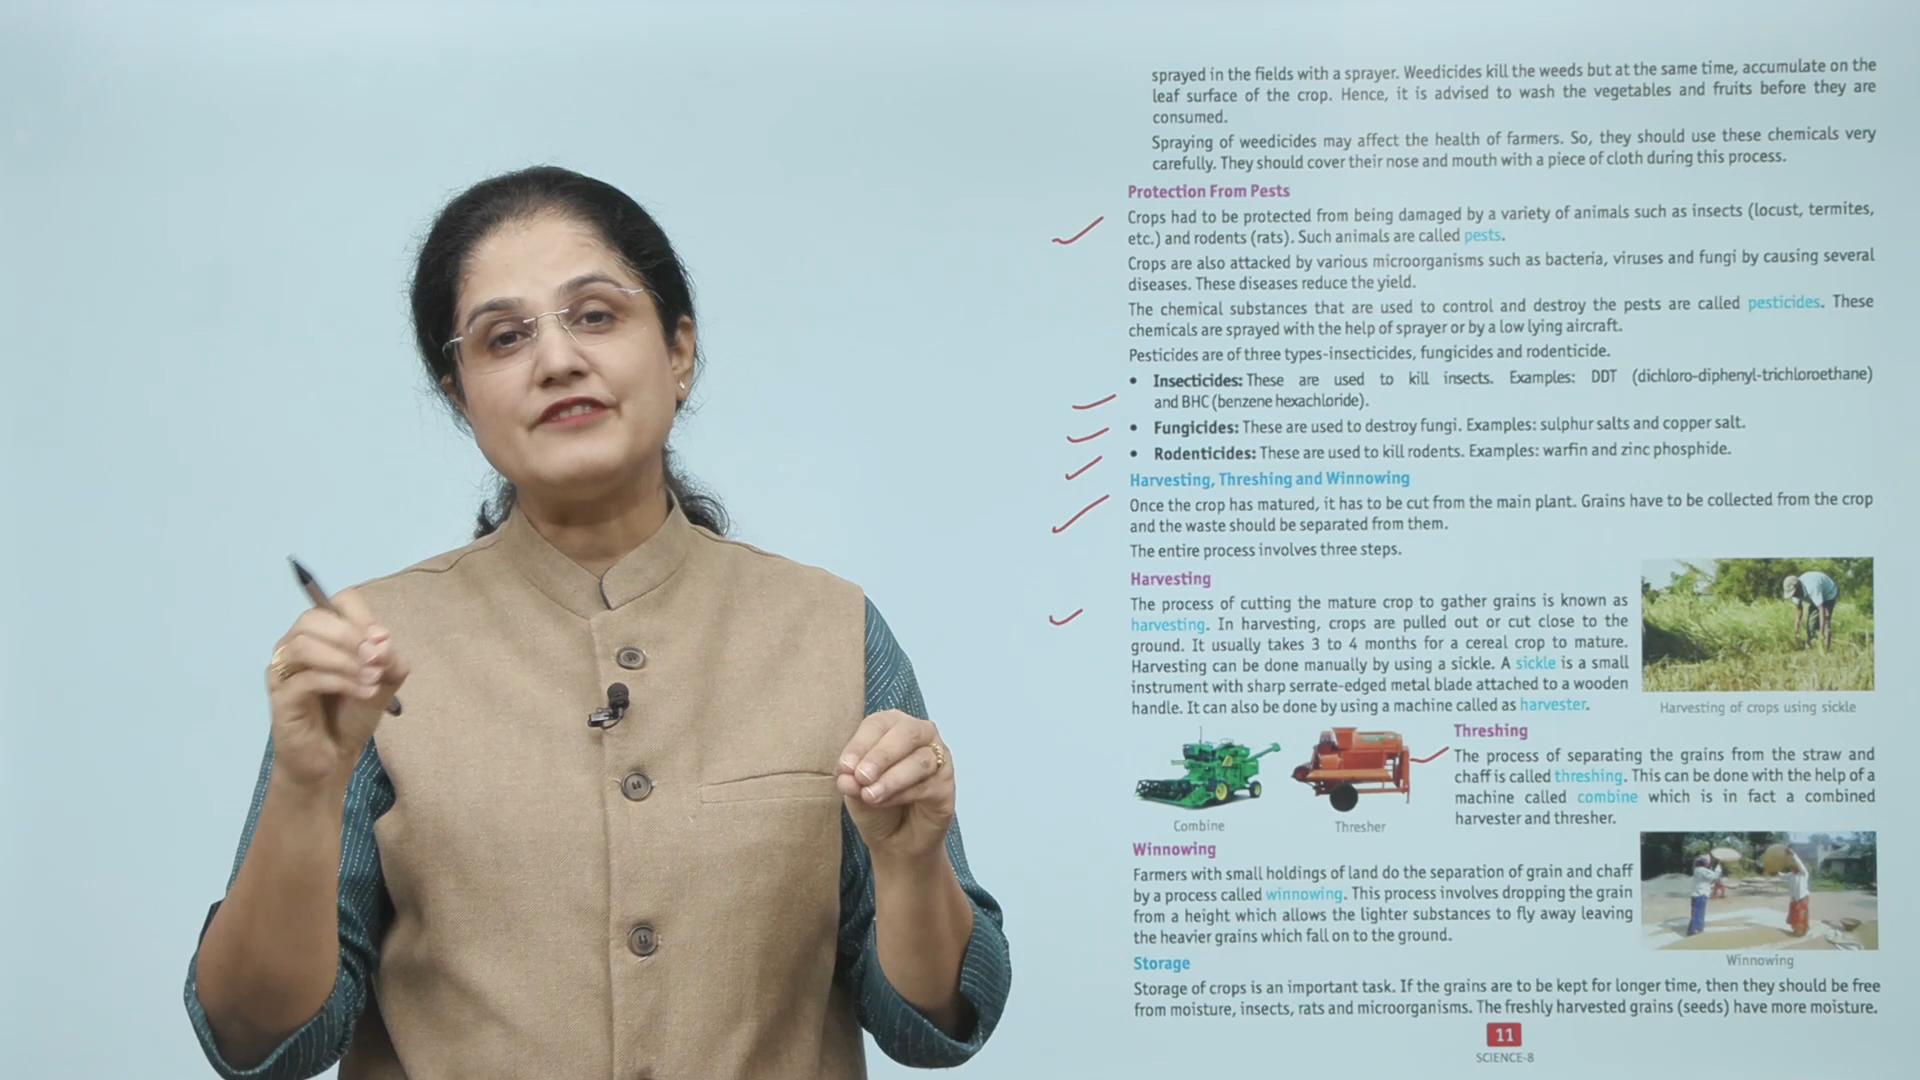 sprayed in the fields with a sprayer. Weedicides kill the weeds but at the same time, accumulate on the
leaf surface of the crop. Hence, it is advised to wash the vegetables and fruits before they are
consumed.
Spraying of weedicides may affect the health of farmers. So, they should use these chemicals very
carefully. They should cover their nose and mouth with a piece of cloth during this process.
Protection From Pests
Crops had to be protected from being damaged by a variety of animals such as insects (locust, termites,
etc.) and rodents (rats). Such animals are called pests.
Crops are also attacked by various microorganisms such as bacteria, viruses and fungi by causing several
diseases. These diseases reduce the yield.
The chemical substances that are used to control and destroy the pests are called pesticides. These
chemicals are sprayed with the help of sprayer or by a low lying aircraft.
Pesticides are of three types-insecticides, fungicides and rodenticide.
• Insecticides: These are used to kill insects. Examples: DDT (dichloro-diphenyl-trichloroethane)
and BHC (benzene hexachloride).
• Fungicides: These are used to destroy fungi. Examples: sulphur salts and copper salt.
• Rodenticides: These are used to kill rodents. Examples: warfin and zinc phosphide.
Harvesting, Threshing and Winnowing
Once the crop has matured, it has to be cut from the main plant. Grains have to be collected from the crop
and the waste should be separated from them.
The entire process involves three steps.
Harvesting
The process of cutting the mature crop to gather grains is known as
harvesting. In harvesting, crops are pulled out or cut close to the
ground. It usually takes 3 to 4 months for a cereal crop to mature.
Harvesting can be done manually by using a sickle. A sickle is a small
instrument with sharp serrate-edged metal blade attached to a wooden
handle. It can also be done by using a machine called as harvester.
Harvesting of crops using sickle
Threshing
The process of separating the grains from the straw and
chaff is called threshing. This can be done with the help of a
machine called combine which is in fact a combined
harvester and thresher.
Combine
Thresher
Winnowing
Farmers with small holdings of land do the separation of grain and chaff
by a process called winnowing. This process involves dropping the grain
from a height which allows the lighter substances to fly away leaving
the heavier grains which fall on to the ground.
Winnowing
Storage
Storage of crops is an important task. If the grains are to be kept for longer time, then they should be free
from moisture, insects, rats and microorganisms. The freshly harvested grains (seeds) have more moisture.
11
SCIENCE-8